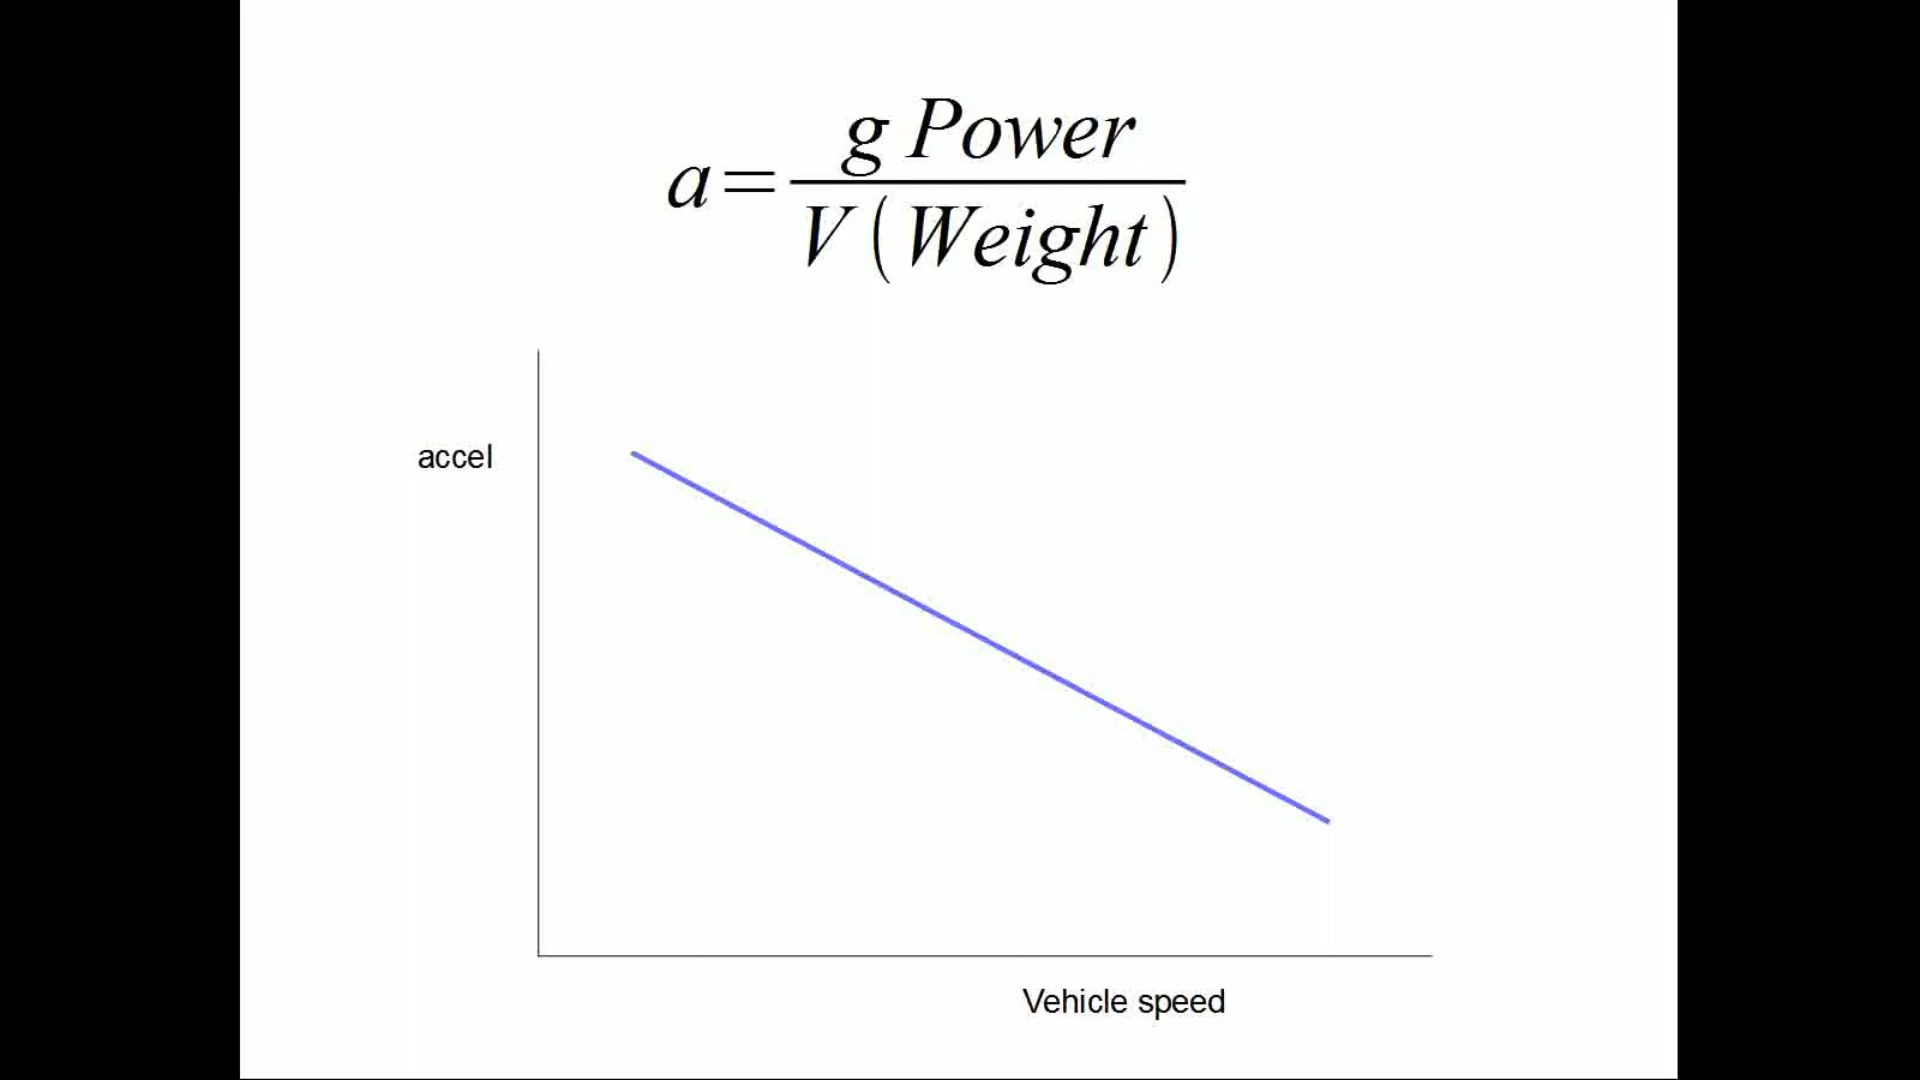 a = g Power / V (Weight)
accel
Vehicle speed